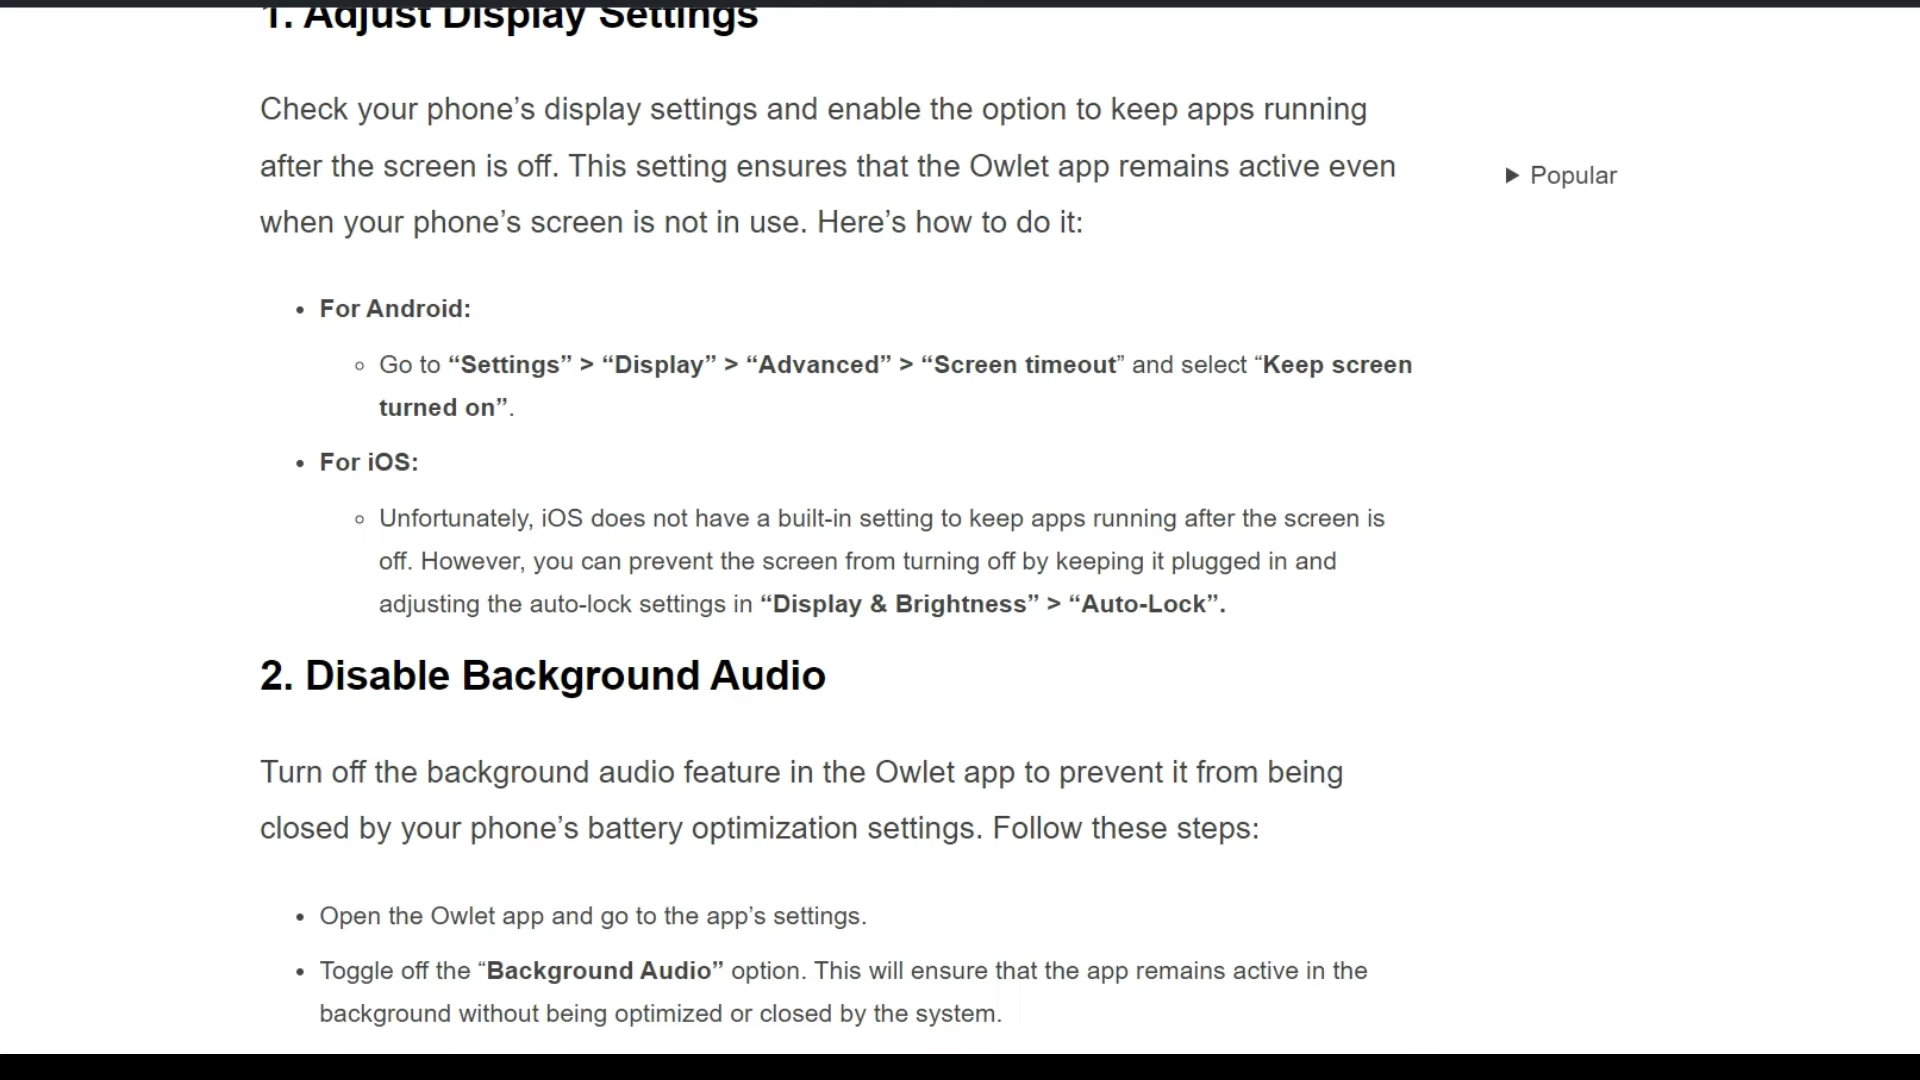 1. Adjust Display Settings
Check your phone’s display settings and enable the option to keep apps running
after the screen is off. This setting ensures that the Owlet app remains active even
when your phone’s screen is not in use. Here’s how to do it:
▶ Popular
• For Android:
◦ Go to “Settings” > “Display” > “Advanced” > “Screen timeout” and select “Keep screen
turned on”.
• For iOS:
◦ Unfortunately, iOS does not have a built-in setting to keep apps running after the screen is
off. However, you can prevent the screen from turning off by keeping it plugged in and
adjusting the auto-lock settings in “Display & Brightness” > “Auto-Lock”.
2. Disable Background Audio
Turn off the background audio feature in the Owlet app to prevent it from being
closed by your phone’s battery optimization settings. Follow these steps:
• Open the Owlet app and go to the app’s settings.
• Toggle off the “Background Audio” option. This will ensure that the app remains active in the
background without being optimized or closed by the system.